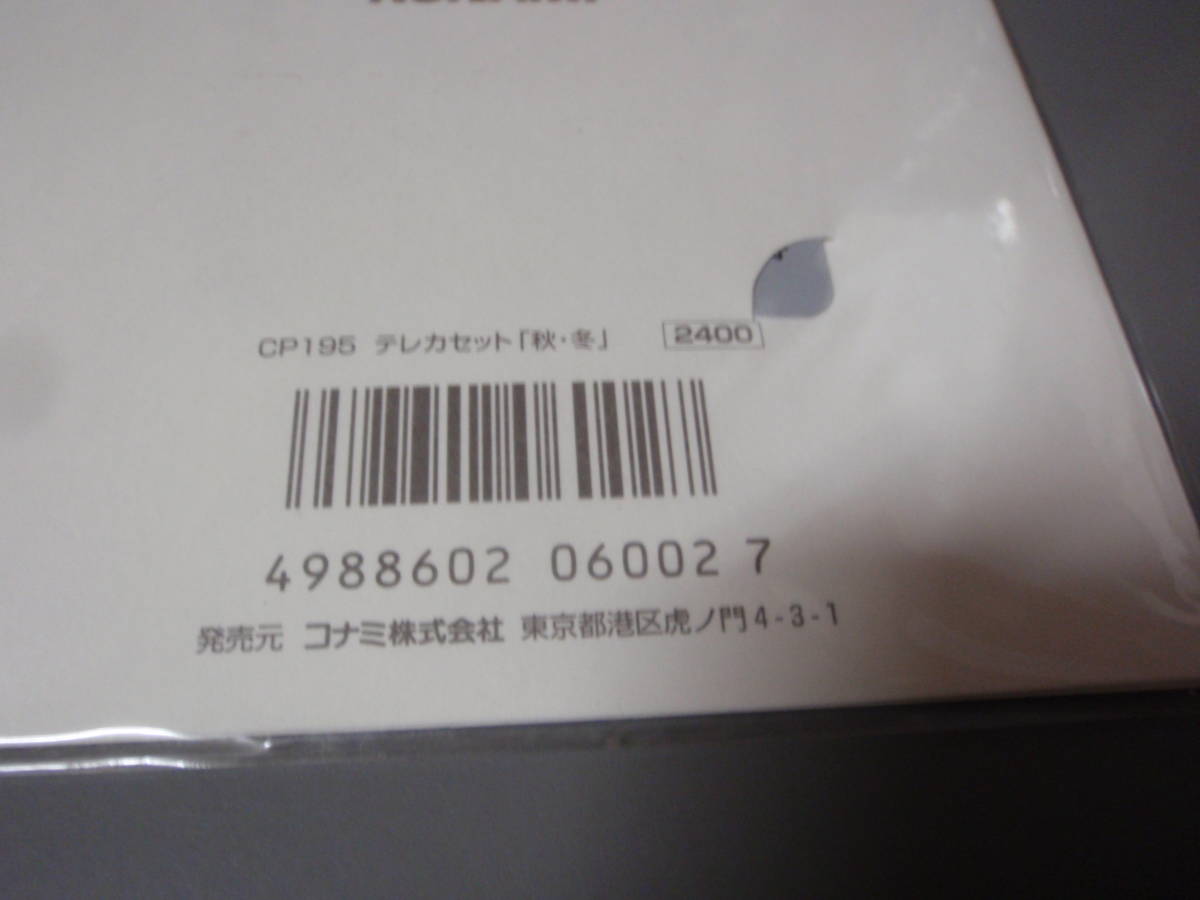 CP195 テレカセット「秋・冬」 2400
4988602 06002 7
発売元 コナミ株式会社 東京都港区虎ノ門4-3-1